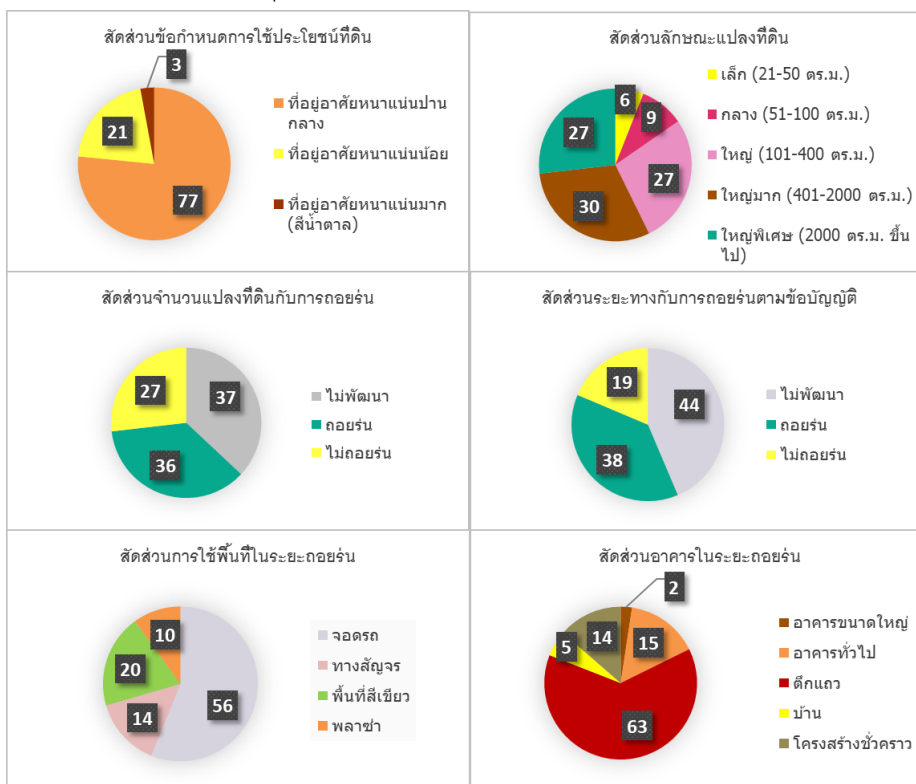 สัดส่วนข้อกำหนดการใช้ประโยชน์ที่ดิน
3
21
77
ที่อยู่อาศัยหนาแน่นปาน
กลาง
ที่อยู่อาศัยหนาแน่นน้อย
ที่อยู่อาศัยหนาแน่นมาก
(สีน้ำตาล)
สัดส่วนลักษณะแปลงที่ดิน
6
9
27
27
30
เล็ก (21-50 ตร.ม.)
กลาง (51-100 ตร.ม.)
ใหญ่ (101-400 ตร.ม.)
ใหญ่มาก (401-2000 ตร.ม.)
ใหญ่พิเศษ (2000 ตร.ม. ขึ้น
ไป)
สัดส่วนจำนวนแปลงที่ดินกับการถอยร่น
27
37
36
ไม่พัฒนา
ถอยร่น
ไม่ถอยร่น
สัดส่วนระยะทางกับการถอยร่นตามข้อบัญญัติ
19
44
38
ไม่พัฒนา
ถอยร่น
ไม่ถอยร่น
สัดส่วนการใช้พื้นที่ในระยะถอยร่น
10
20
14
56
จอดรถ
ทางสัญจร
พื้นที่สีเขียว
พลาซ่า
สัดส่วนอาคารในระยะถอยร่น
2
14
15
5
63
อาคารขนาดใหญ่
อาคารทั่วไป
ตึกแถว
บ้าน
โครงสร้างชั่วคราว